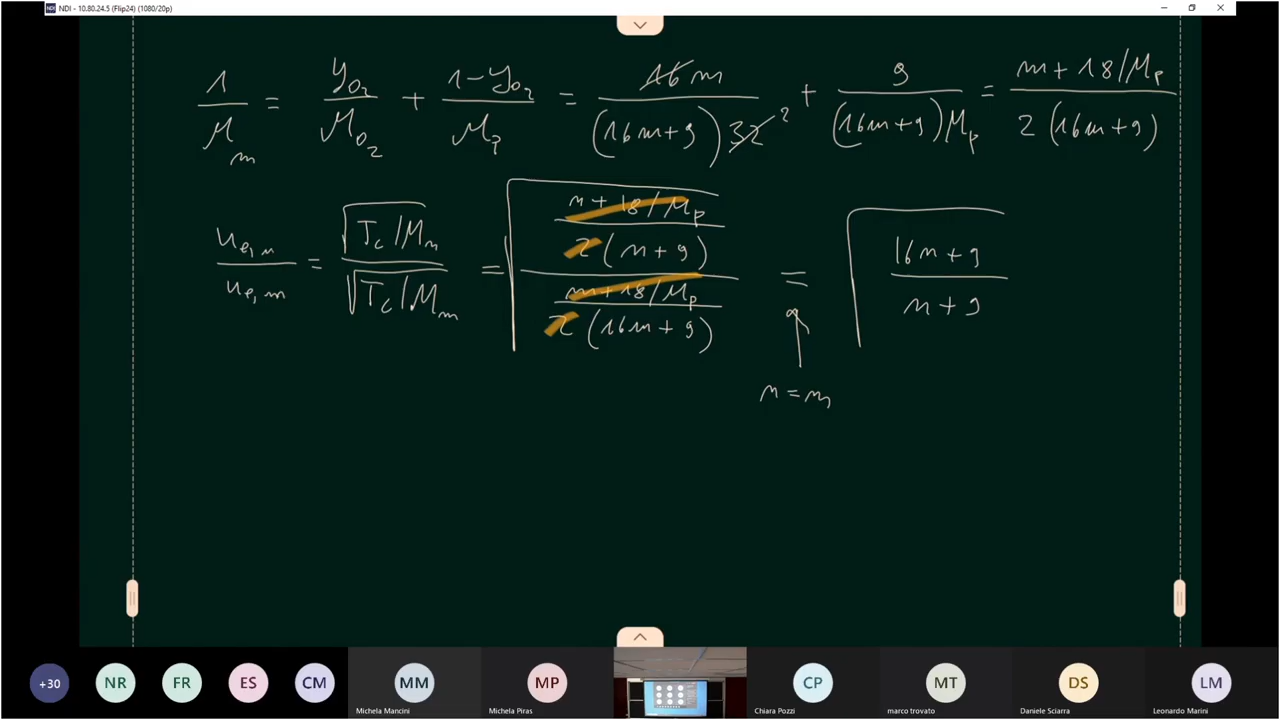 NDI - 10.80.24.5 (Flip24) (1080/20p)
1/M_m = y_O2/M_O2 + (1 - y_O2)/M_P = 16m/((16m+9) 32) 2 + 9/((16m+9) M_P) = (m + 18/M_P)/(2 (16m+9))
u_e,n/u_e,m = √(T_c/M_n)/√(T_c/M_m) = √(((n + 18/M_P)/(2 (n+9)))/((m + 18/M_P)/(2 (16m+9)))) = √((16m+9)/(n+9))
n = m
+30
NR
FR
ES
CM
MM
Michela Mancini
MP
Michela Piras
CP
Chiara Pozzi
MT
marco trovato
DS
Daniele Sciarra
LM
Leonardo Marini